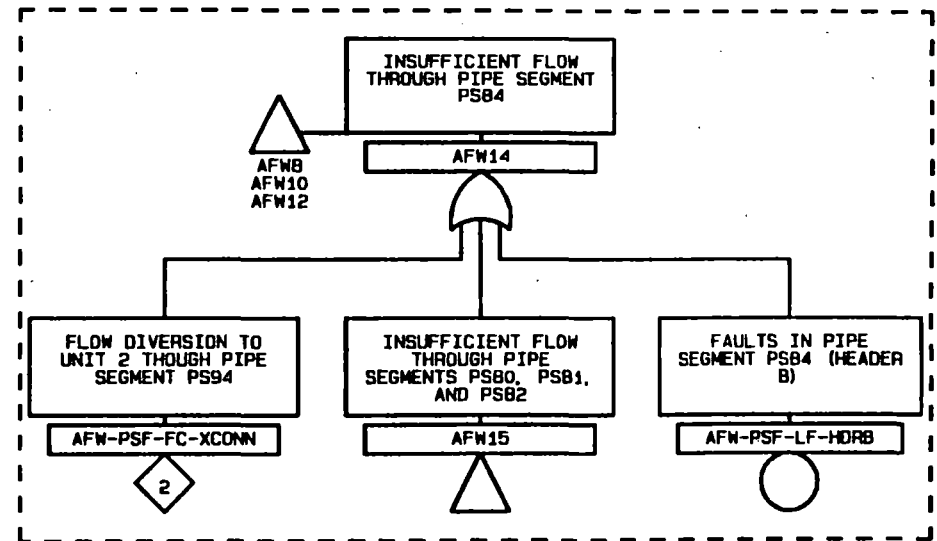 INSUFFICIENT FLOW
THROUGH PIPE SEGMENT
PS84
AFW14
AFW8
AFW10
AFW12
FLOW DIVERSION TO
UNIT 2 THOUGH PIPE
SEGMENT PS94
AFW-PSF-FC-XCONN
2
INSUFFICIENT FLOW
THROUGH PIPE
SEGMENTS PS80, PS81,
AND PS82
AFW15
FAULTS IN PIPE
SEGMENT PS84 (HEADER
B)
AFW-PSF-LF-HDRB